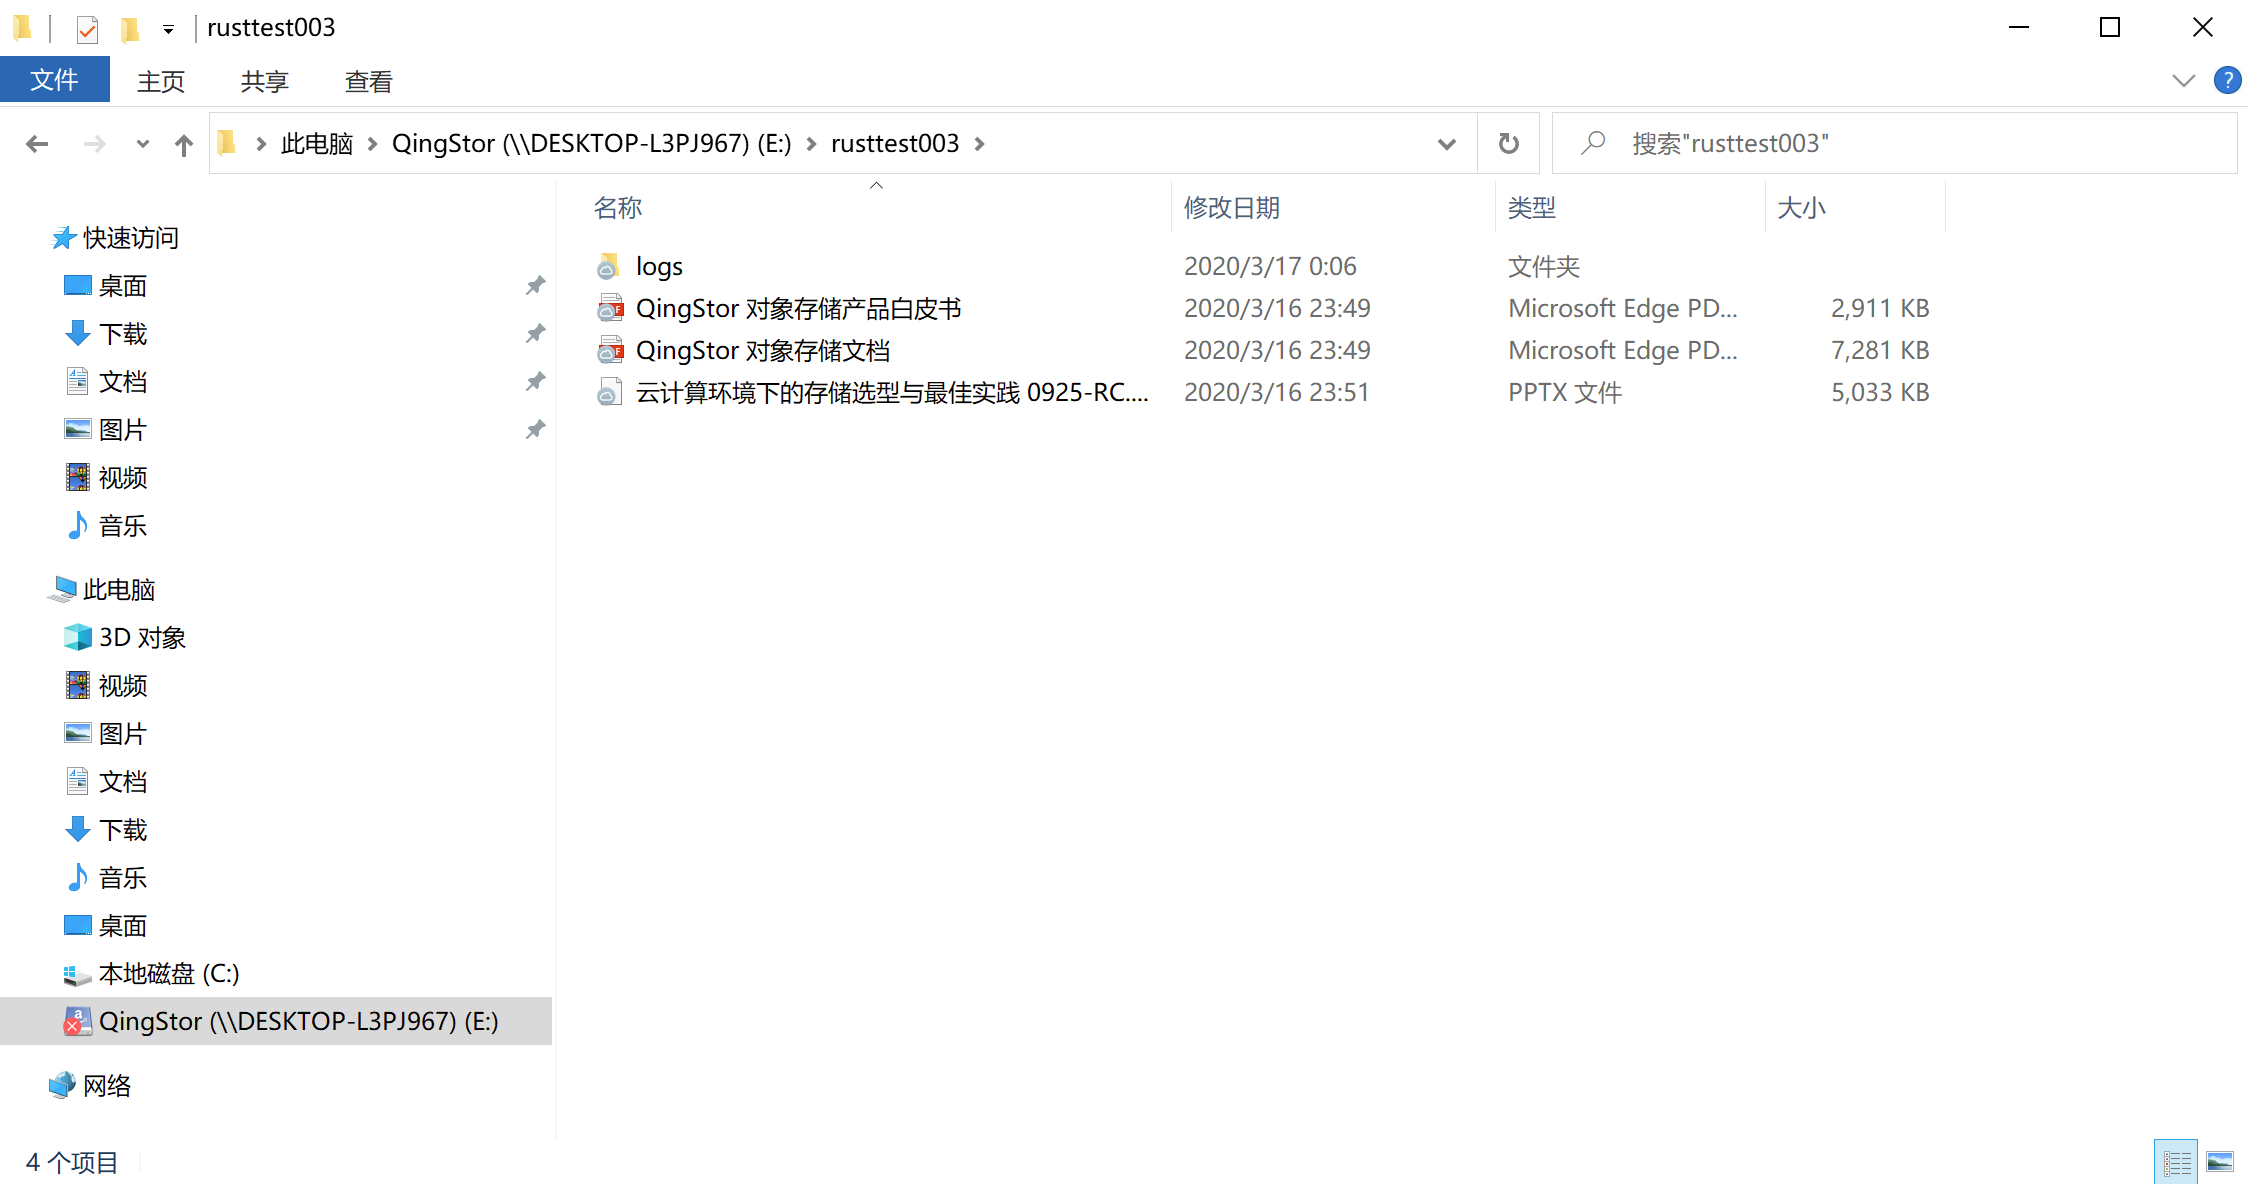 rusttest003
文件 主页 共享 查看
此电脑 QingStor (\\DESKTOP-L3PJ967) (E:) rusttest003
搜索"rusttest003"
名称 修改日期 类型 大小
logs 2020/3/17 0:06 文件夹
QingStor 对象存储产品白皮书 2020/3/16 23:49 Microsoft Edge PD... 2,911 KB
QingStor 对象存储文档 2020/3/16 23:49 Microsoft Edge PD... 7,281 KB
云计算环境下的存储选型与最佳实践 0925-RC.... 2020/3/16 23:51 PPTX 文件 5,033 KB
快速访问
桌面
下载
文档
图片
视频
音乐
此电脑
3D 对象
视频
图片
文档
下载
音乐
桌面
本地磁盘 (C:)
QingStor (\\DESKTOP-L3PJ967) (E:)
网络
4 个项目